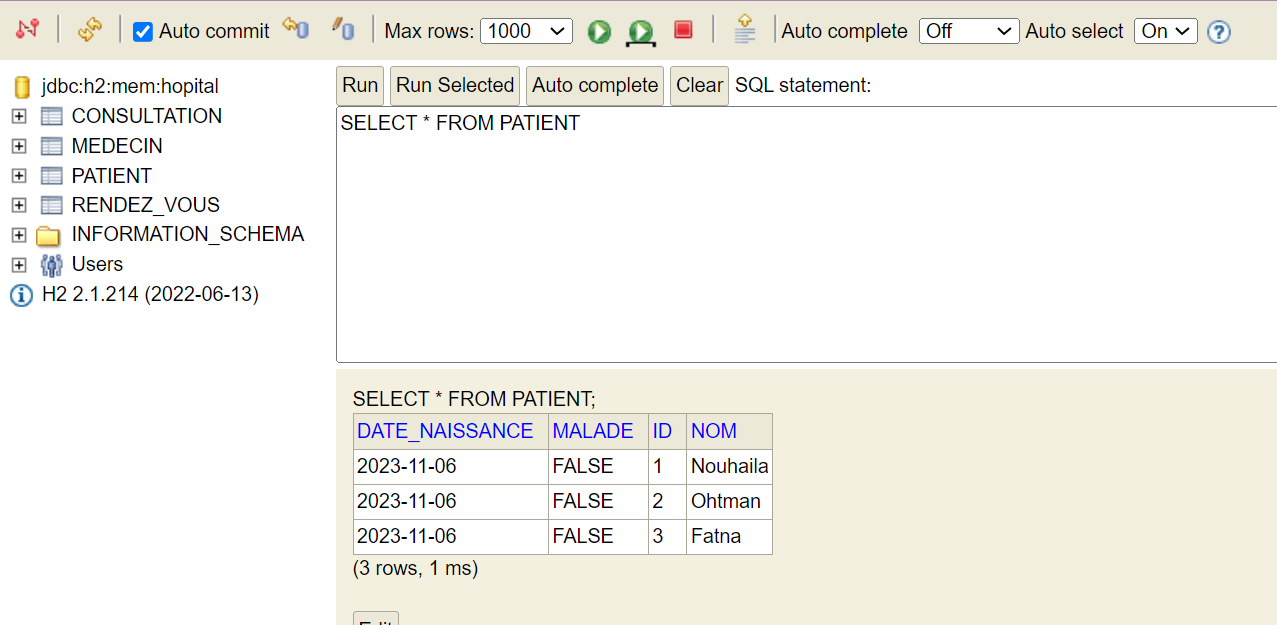 Auto commit Max rows: 1000 Auto complete Off Auto select On
jdbc:h2:mem:hopital
CONSULTATION
MEDECIN
PATIENT
RENDEZ_VOUS
INFORMATION_SCHEMA
Users
H2 2.1.214 (2022-06-13)
Run Run Selected Auto complete Clear SQL statement:
SELECT * FROM PATIENT
SELECT * FROM PATIENT;
DATE_NAISSANCE MALADE ID NOM
2023-11-06 FALSE 1 Nouhaila
2023-11-06 FALSE 2 Ohtman
2023-11-06 FALSE 3 Fatna
(3 rows, 1 ms)
Edit